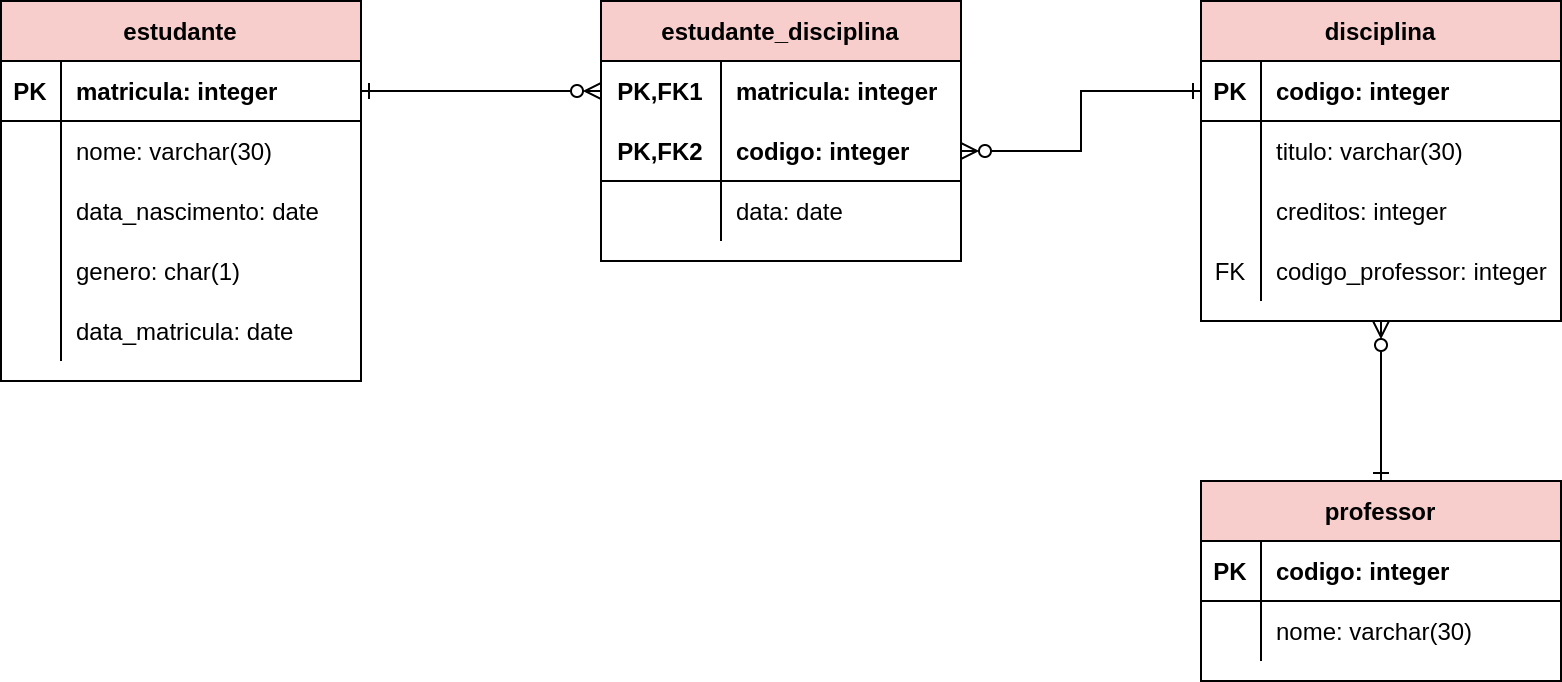 estudante
PK matricula: integer
nome: varchar(30)
data_nascimento: date
genero: char(1)
data_matricula: date
estudante_disciplina
PK,FK1 matricula: integer
PK,FK2 codigo: integer
data: date
disciplina
PK codigo: integer
titulo: varchar(30)
creditos: integer
FK codigo_professor: integer
professor
PK codigo: integer
nome: varchar(30)